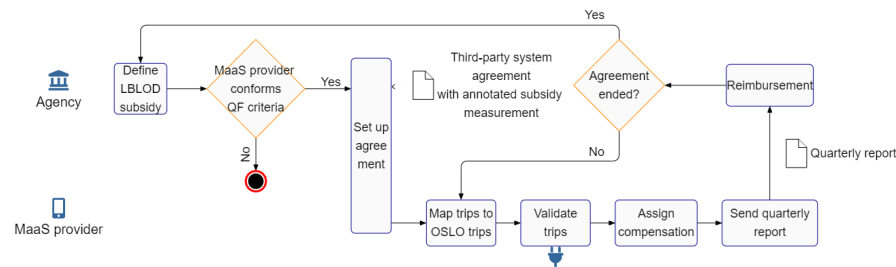 Yes
Agency
Define
LBLOD
subsidy
MaaS provider
conforms
QF criteria
Yes
No
Set up
agree
ment
Third-party system
agreement
with annotated subsidy
measurement
Agreement
ended?
No
Reimbursement
Quarterly report
MaaS provider
Map trips to
OSLO trips
Validate
trips
Assign
compensation
Send quarterly
report